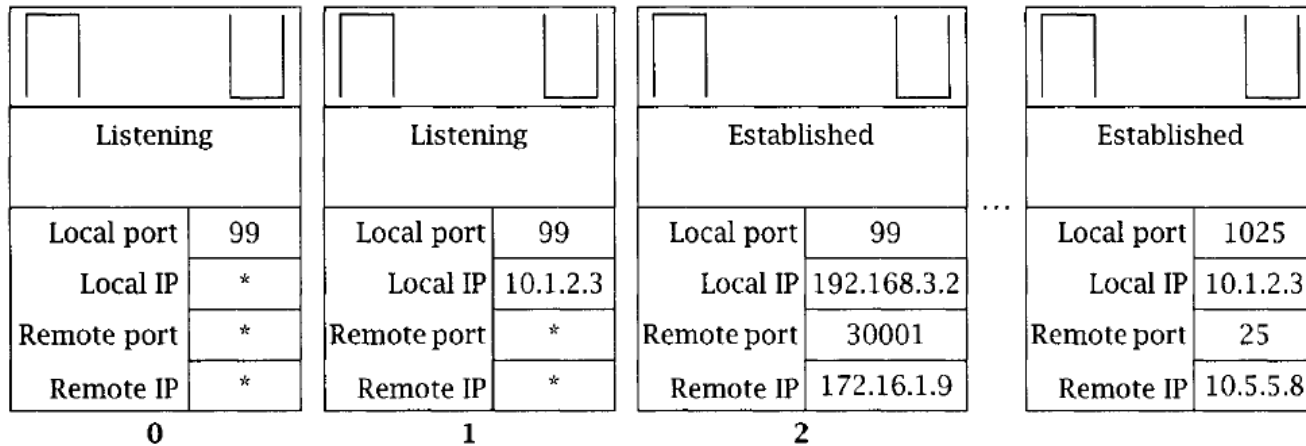 Listening Listening Established Established
...
Local port 99 Local port 99 Local port 99 Local port 1025
Local IP * Local IP 10.1.2.3 Local IP 192.168.3.2 Local IP 10.1.2.3
Remote port * Remote port * Remote port 30001 Remote port 25
Remote IP * Remote IP * Remote IP 172.16.1.9 Remote IP 10.5.5.8
0 1 2